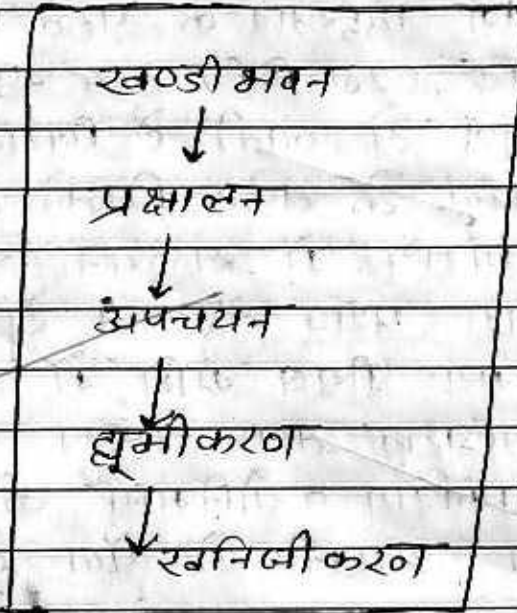 खण्डीभवन
↓
प्रक्षालन
↓
अपचयन
↓
ह्यूमीकरण
↓
खनिजीकरण